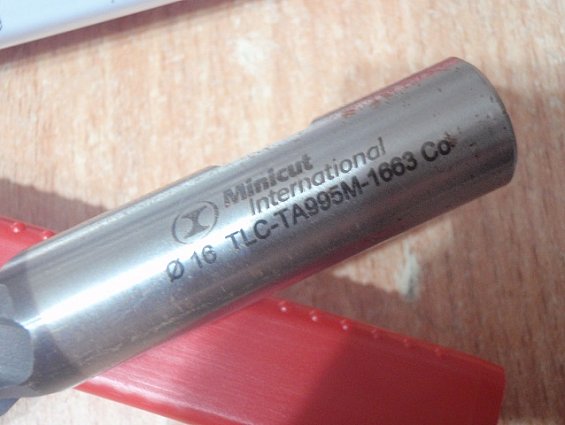 Minicut
International
Ø 16 TLC-TA995M-1663 Co